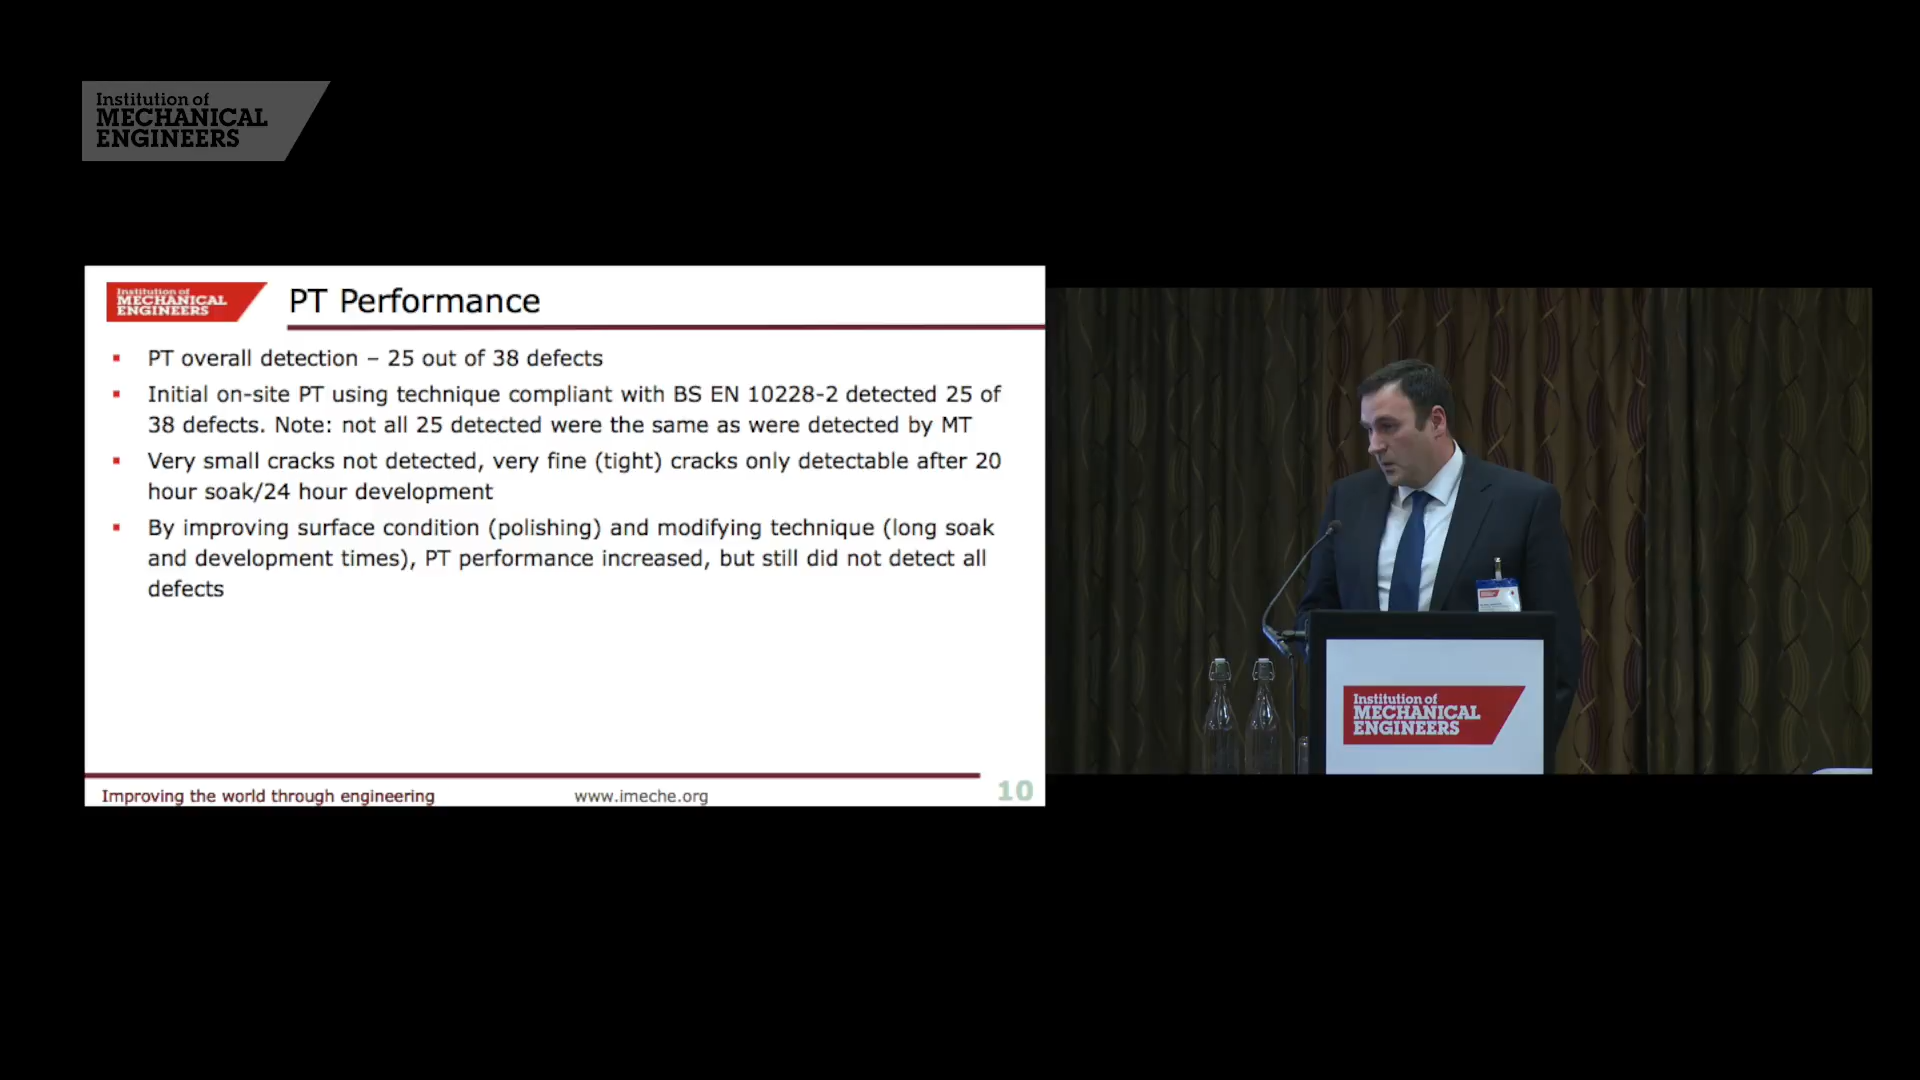 Institution of
MECHANICAL
ENGINEERS
Institution of
MECHANICAL
ENGINEERS
PT Performance
▪ PT overall detection – 25 out of 38 defects
▪ Initial on-site PT using technique compliant with BS EN 10228-2 detected 25 of
38 defects. Note: not all 25 detected were the same as were detected by MT
▪ Very small cracks not detected, very fine (tight) cracks only detectable after 20
hour soak/24 hour development
▪ By improving surface condition (polishing) and modifying technique (long soak
and development times), PT performance increased, but still did not detect all
defects
Improving the world through engineering
www.imeche.org
10
Institution of
MECHANICAL
ENGINEERS